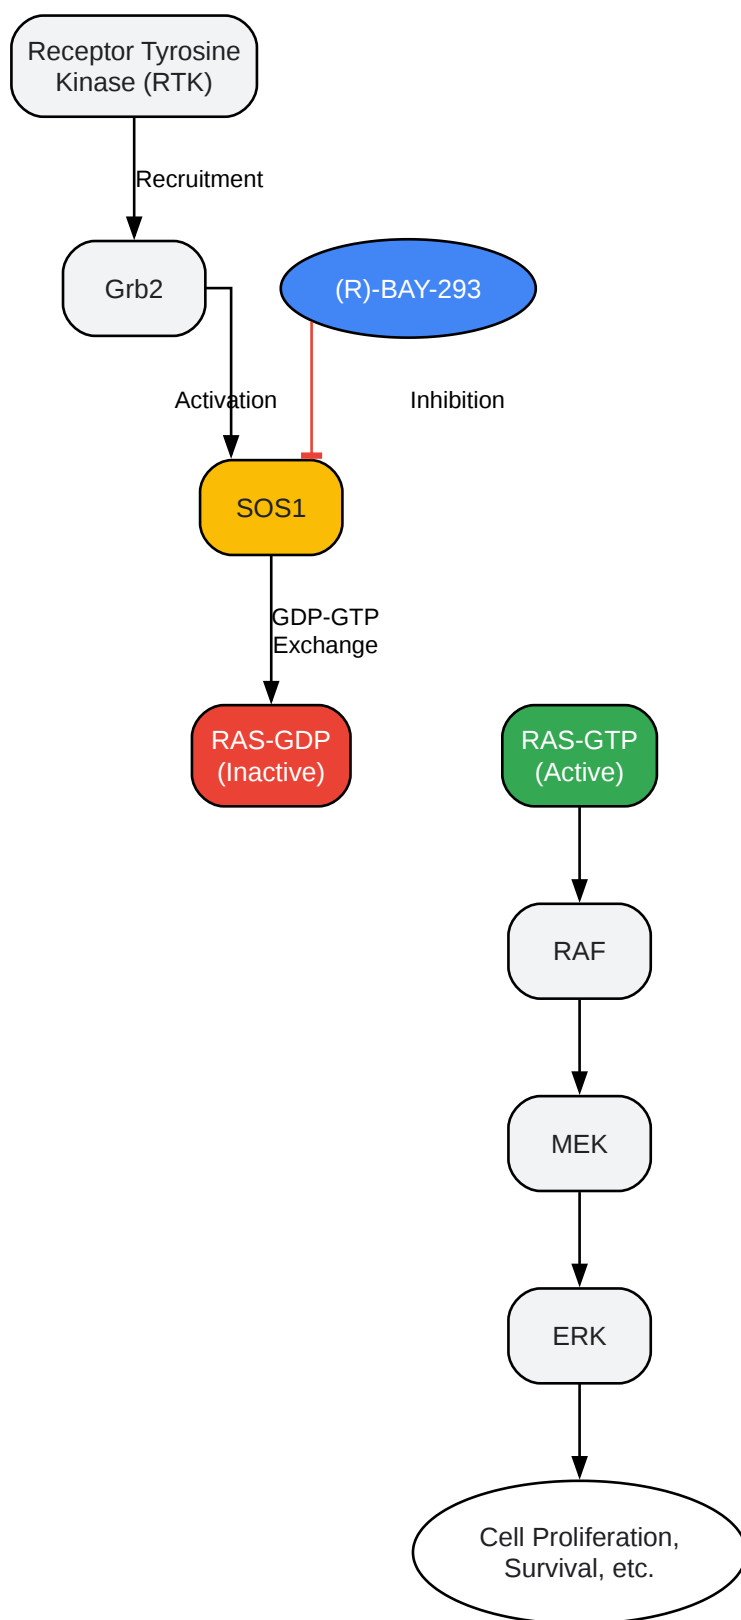 Receptor Tyrosine
Kinase (RTK)
Recruitment
Grb2
(R)-BAY-293
Activation
Inhibition
SOS1
GDP-GTP
Exchange
RAS-GDP
(Inactive)
RAS-GTP
(Active)
RAF
MEK
ERK
Cell Proliferation,
Survival, etc.